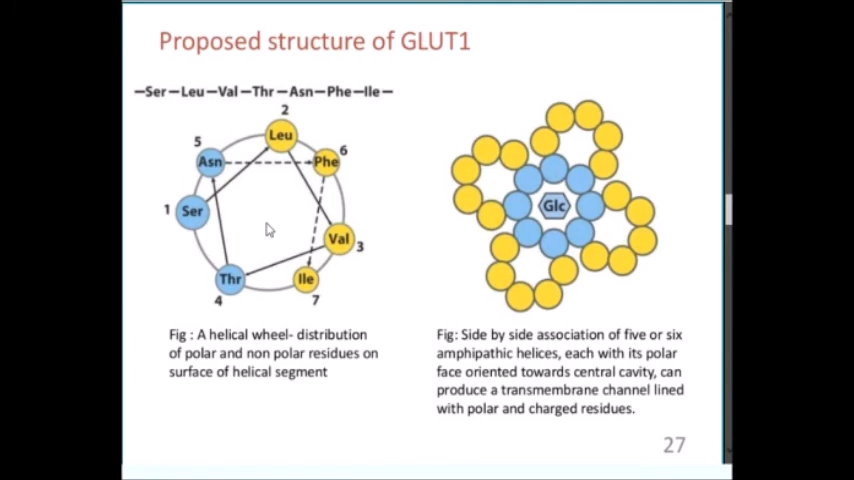 Proposed structure of GLUT1
—Ser—Leu—Val—Thr—Asn—Phe—Ile—
2
Leu
5
Asn
Phe
6
1
Ser
Val
3
Thr
Ile
4
7
Glc
Fig : A helical wheel- distribution
of polar and non polar residues on
surface of helical segment
Fig: Side by side association of five or six
amphipathic helices, each with its polar
face oriented towards central cavity, can
produce a transmembrane channel lined
with polar and charged residues.
27